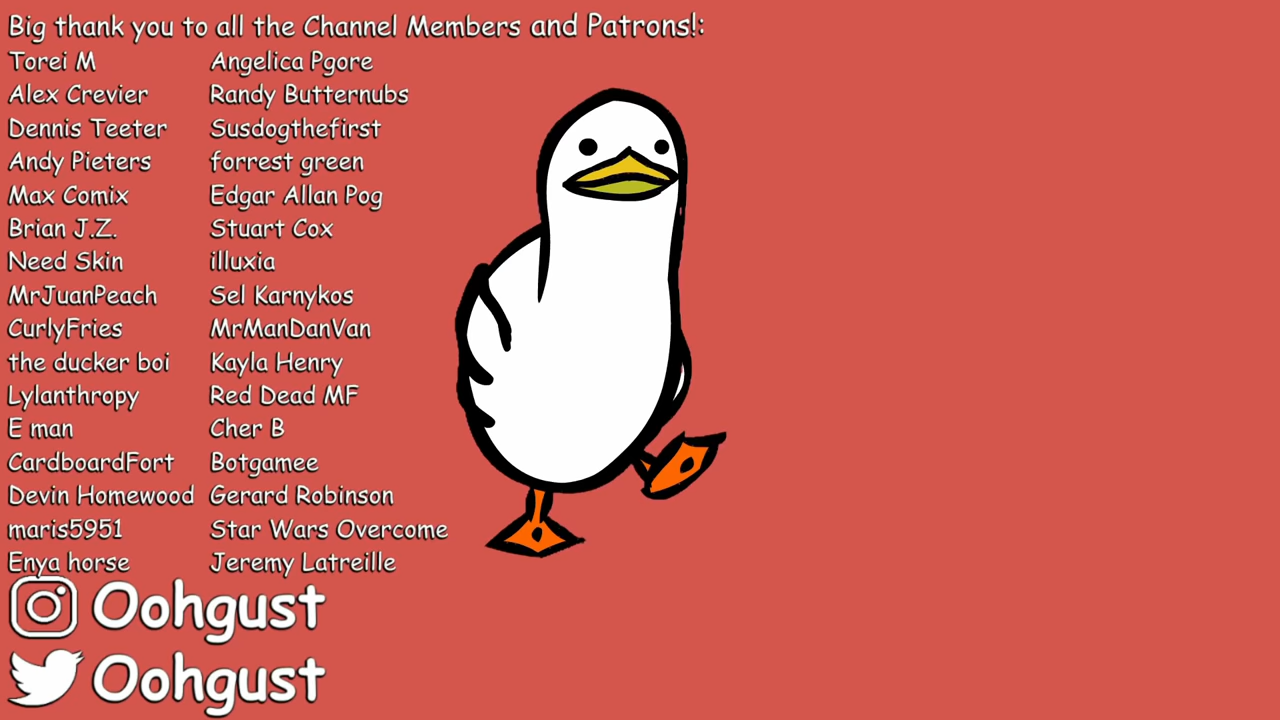 Big thank you to all the Channel Members and Patrons!:
Torei M
Alex Crevier
Dennis Teeter
Andy Pieters
Max Comix
Brian J.Z.
Need Skin
MrJuanPeach
CurlyFries
the ducker boi
Lylanthropy
E man
CardboardFort
Devin Homewood
maris5951
Enya horse
Angelica Pgore
Randy Butternubs
Susdogthefirst
forrest green
Edgar Allan Pog
Stuart Cox
illuxia
Sel Karnykos
MrManDanVan
Kayla Henry
Red Dead MF
Cher B
Botgamee
Gerard Robinson
Star Wars Overcome
Jeremy Latreille
Oohgust
Oohgust